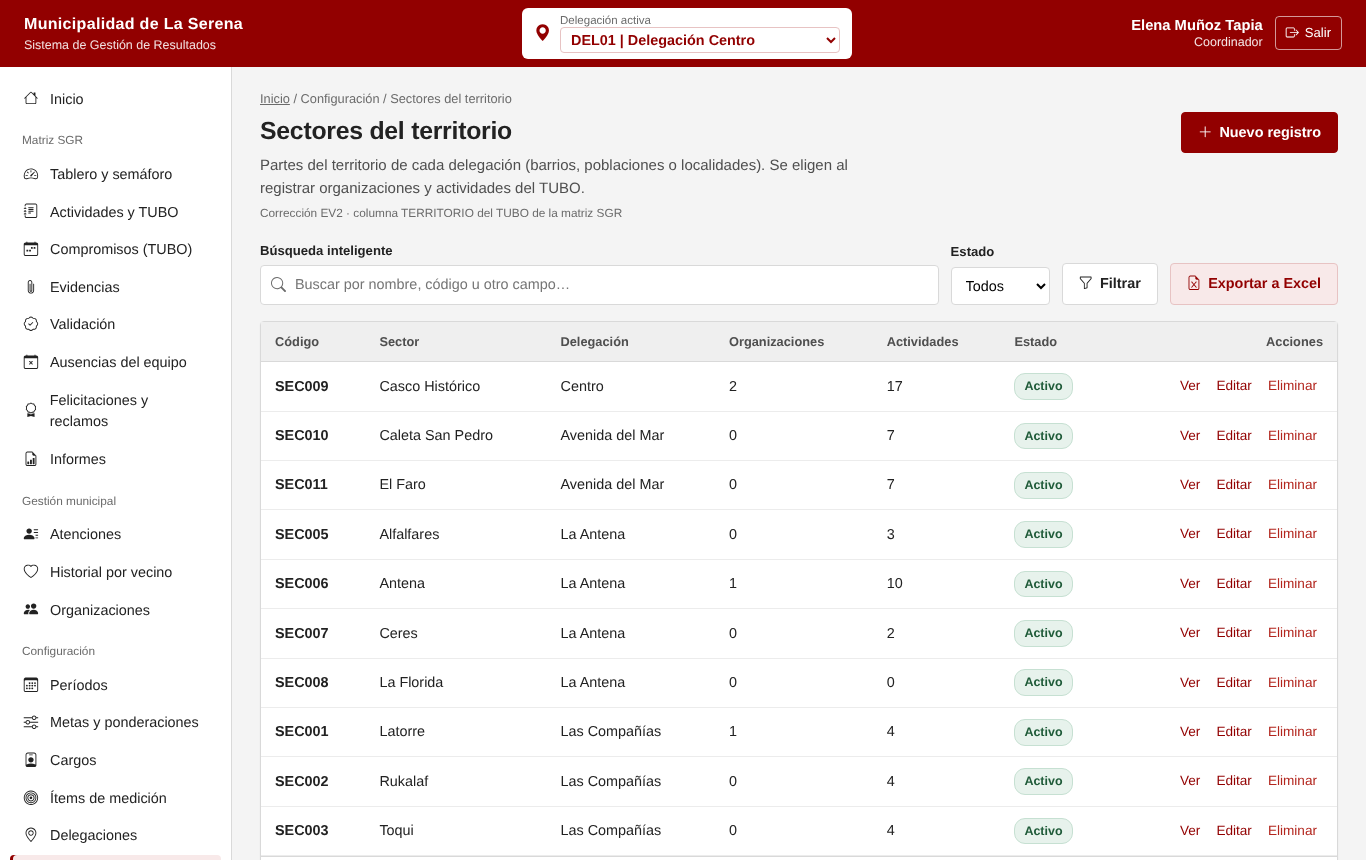 Municipalidad de La Serena
Sistema de Gestión de Resultados
Delegación activa
DEL01 | Delegación Centro
Elena Muñoz Tapia
Coordinador
Salir
Inicio
Matriz SGR
Tablero y semáforo
Actividades y TUBO
Compromisos (TUBO)
Evidencias
Validación
Ausencias del equipo
Felicitaciones y
reclamos
Informes
Gestión municipal
Atenciones
Historial por vecino
Organizaciones
Configuración
Períodos
Metas y ponderaciones
Cargos
Ítems de medición
Delegaciones
Inicio / Configuración / Sectores del territorio
Sectores del territorio
Nuevo registro
Partes del territorio de cada delegación (barrios, poblaciones o localidades). Se eligen al
registrar organizaciones y actividades del TUBO.
Corrección EV2 · columna TERRITORIO del TUBO de la matriz SGR
Búsqueda inteligente
Estado
Buscar por nombre, código u otro campo…
Todos
Filtrar
Exportar a Excel
Código Sector Delegación Organizaciones Actividades Estado Acciones
SEC009 Casco Histórico Centro 2 17 Activo Ver Editar Eliminar
SEC010 Caleta San Pedro Avenida del Mar 0 7 Activo Ver Editar Eliminar
SEC011 El Faro Avenida del Mar 0 7 Activo Ver Editar Eliminar
SEC005 Alfalfares La Antena 0 3 Activo Ver Editar Eliminar
SEC006 Antena La Antena 1 10 Activo Ver Editar Eliminar
SEC007 Ceres La Antena 0 2 Activo Ver Editar Eliminar
SEC008 La Florida La Antena 0 0 Activo Ver Editar Eliminar
SEC001 Latorre Las Compañías 1 4 Activo Ver Editar Eliminar
SEC002 Rukalaf Las Compañías 0 4 Activo Ver Editar Eliminar
SEC003 Toqui Las Compañías 0 4 Activo Ver Editar Eliminar